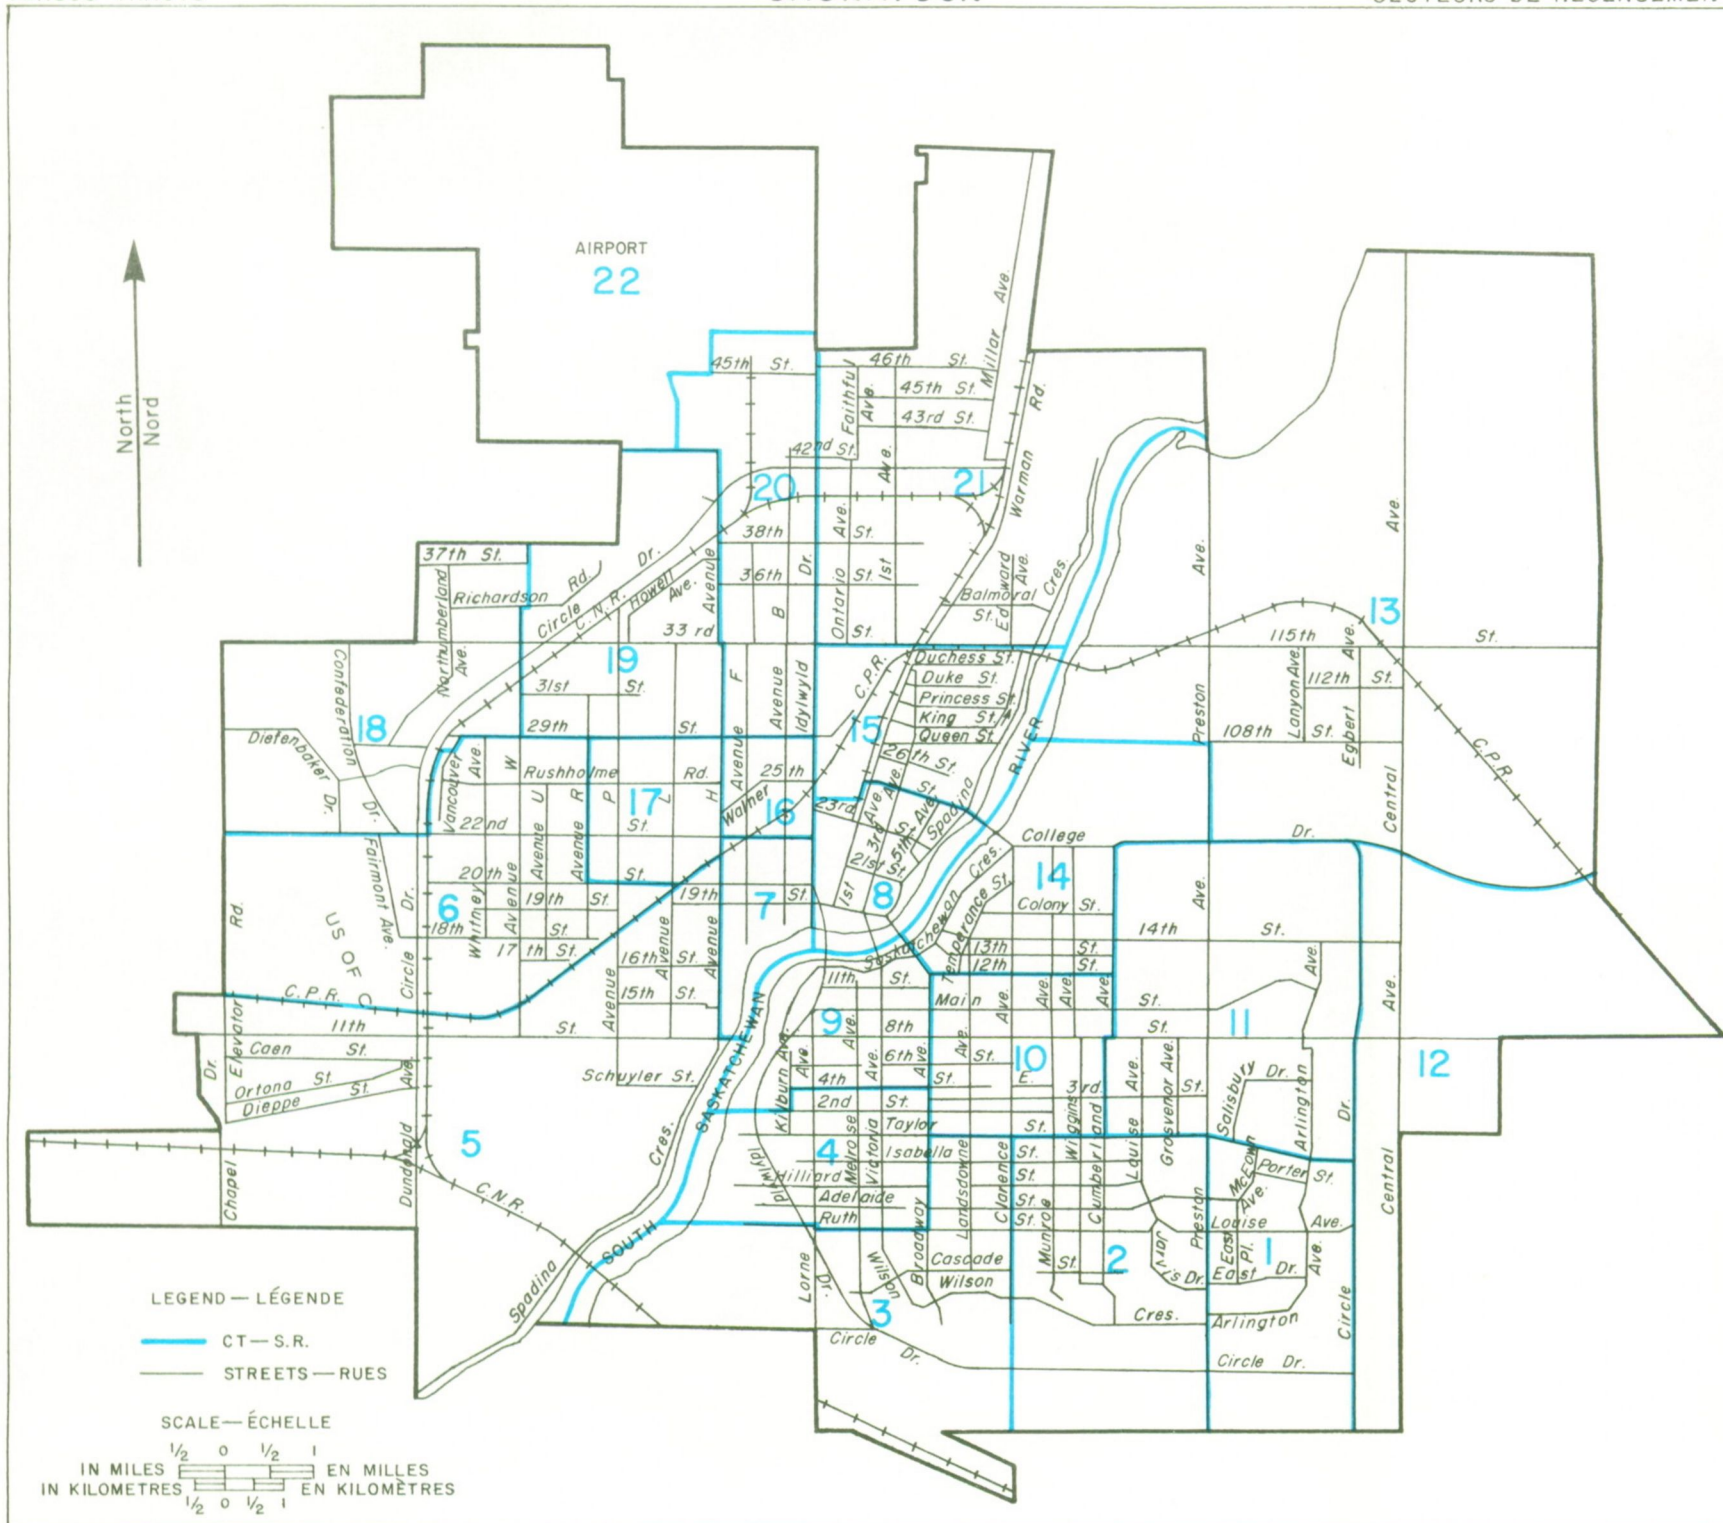 AIRPORT
22
North
Nord
45th St.
46th St.
Millar Ave.
Faithful Ave.
45th St.
43rd St.
Rd.
42nd St.
Ave.
20
21
Warman
37th St.
38th
Ave.
St.
Dr.
Avenue
36th
Dr.
St.
1st
Edward Ave.
Cres.
Ave.
Ave.
Northumberland Ave.
Richardson Rd.
Circle
C.N.R.
Howell Ave.
Balmoral St.
B
Ontario
33rd
St.
13
115th St.
Confederation Dr.
19
31st St.
29th St.
18
F
Avenue
Idylwyld
C.P.R.
Duchess St.
Duke St.
Princess St.
King St.
Queen St.
15
Lanyon Ave.
Egbert Ave.
112th St.
108th St.
Preston
Diefenbaker Dr.
Vancouver Ave.
W
Rushholme Rd.
Avenue
25th
26th St.
RIVER
C.P.R.
U
R
P
17
L
H
Walner
16
23rd
Ave
St.
Spadina
Central
22nd St.
3rd Ave
5th Ave.
College Dr.
Fairmont Ave.
20th St.
21st St.
Cres.
14
6
Whitney
Avenue
Avenue
Avenue
19th St.
19th St.
7
1st
8
Temperance St.
Colony St.
Ave.
Rd.
18th St.
Dr.
17th St.
16th St.
Avenue
Avenue
Saskatchewan
13th St.
12th St.
14th St.
US OF C
C.P.R.
Circle
Avenue
15th St.
11th St.
Main St.
Ave.
Ave.
Ave.
Ave.
Ave.
Ave.
Elevator
11th St.
9
Ave.
8th
St.
11
Caen St.
Dr.
Ortona St.
Dieppe St.
Ave.
Schuyler St.
SASKATCHEWAN
Kilburn Ave.
Ave.
6th
Ave.
Ave.
Ave.
St.
10
4th St. E.
3rd.
Ave.
Grosvenor Ave.
St.
Salisbury Dr.
Arlington
Dr.
12
2nd St.
Taylor St.
5
Dundonald
Chapel
C.N.R.
Cres.
Idylwyld
4
Melrose
Victoria
Isabella St.
Hilliard St.
Adelaide St.
Ruth St.
Broadway
Landsdowne
Clarence
Wiggins
Cumberland
Louise
Preston
McEown Ave.
Porter St.
Central
Louise Ave.
SOUTH
Spadina
Lorne
Dr.
Wilson
Cascade
Wilson
Munroe
St.
2
Jarvis Dr.
East Pl.
1
East Dr.
Ave.
3
Cres.
Arlington
Circle
Circle Dr.
Circle Dr.
LEGEND—LÉGENDE
CT—S.R.
STREETS—RUES
SCALE—ÉCHELLE
1/2 0 1/2 1
IN MILES EN MILLES
IN KILOMETRES EN KILOMÈTRES
1/2 0 1/2 1